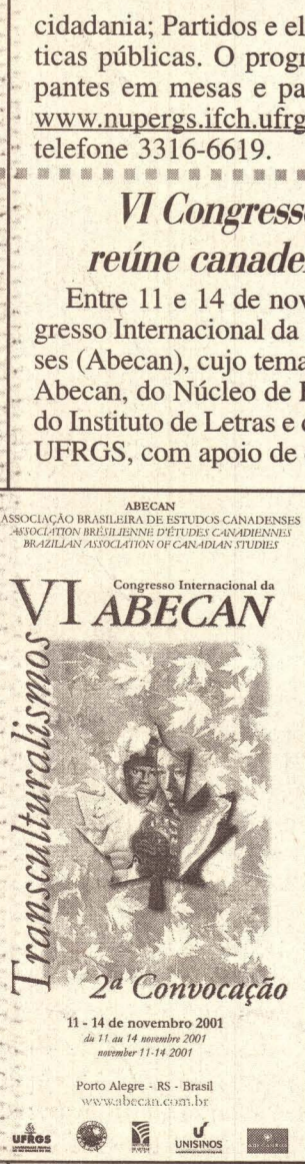 cidadania; Partidos e el
ticas públicas. O progr
pantes em mesas e pa
www.nupergs.ifch.ufrg
telefone 3316-6619.
VI Congress
reúne canade
Entre 11 e 14 de nov
gresso Internacional da
ses (Abecan), cujo tema
Abecan, do Núcleo de
do Instituto de Letras e
UFRGS, com apoio de
ABECAN
ASSOCIAÇÃO BRASILEIRA DE ESTUDOS CANADENSES
ASSOCIATION BRÉSILIENNE D'ÉTUDES CANADIENNES
BRAZILIAN ASSOCIATION OF CANADIAN STUDIES
Congresso Internacional da
VI ABECAN
Transculturalismos
2ª Convocação
11 - 14 de novembro 2001
du 11 au 14 novembre 2001
november 11-14 2001
Porto Alegre - RS - Brasil
www.abecan.com.br
UFRGS
UNISINOS